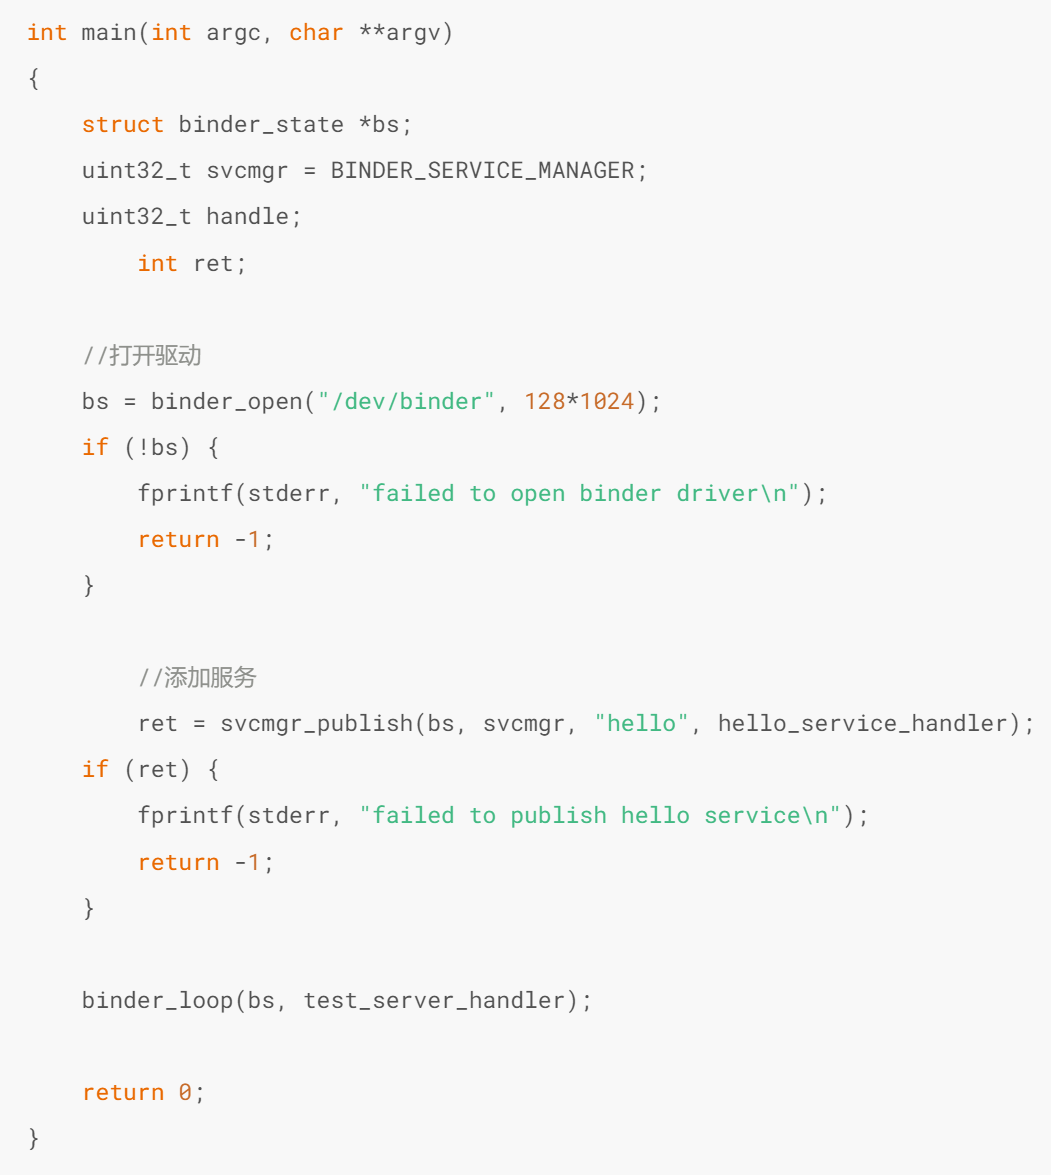 int main(int argc, char **argv)
{
    struct binder_state *bs;
    uint32_t svcmgr = BINDER_SERVICE_MANAGER;
    uint32_t handle;
        int ret;

    //打开驱动
    bs = binder_open("/dev/binder", 128*1024);
    if (!bs) {
        fprintf(stderr, "failed to open binder driver\n");
        return -1;
    }

        //添加服务
        ret = svcmgr_publish(bs, svcmgr, "hello", hello_service_handler);
    if (ret) {
        fprintf(stderr, "failed to publish hello service\n");
        return -1;
    }

    binder_loop(bs, test_server_handler);

    return 0;
}